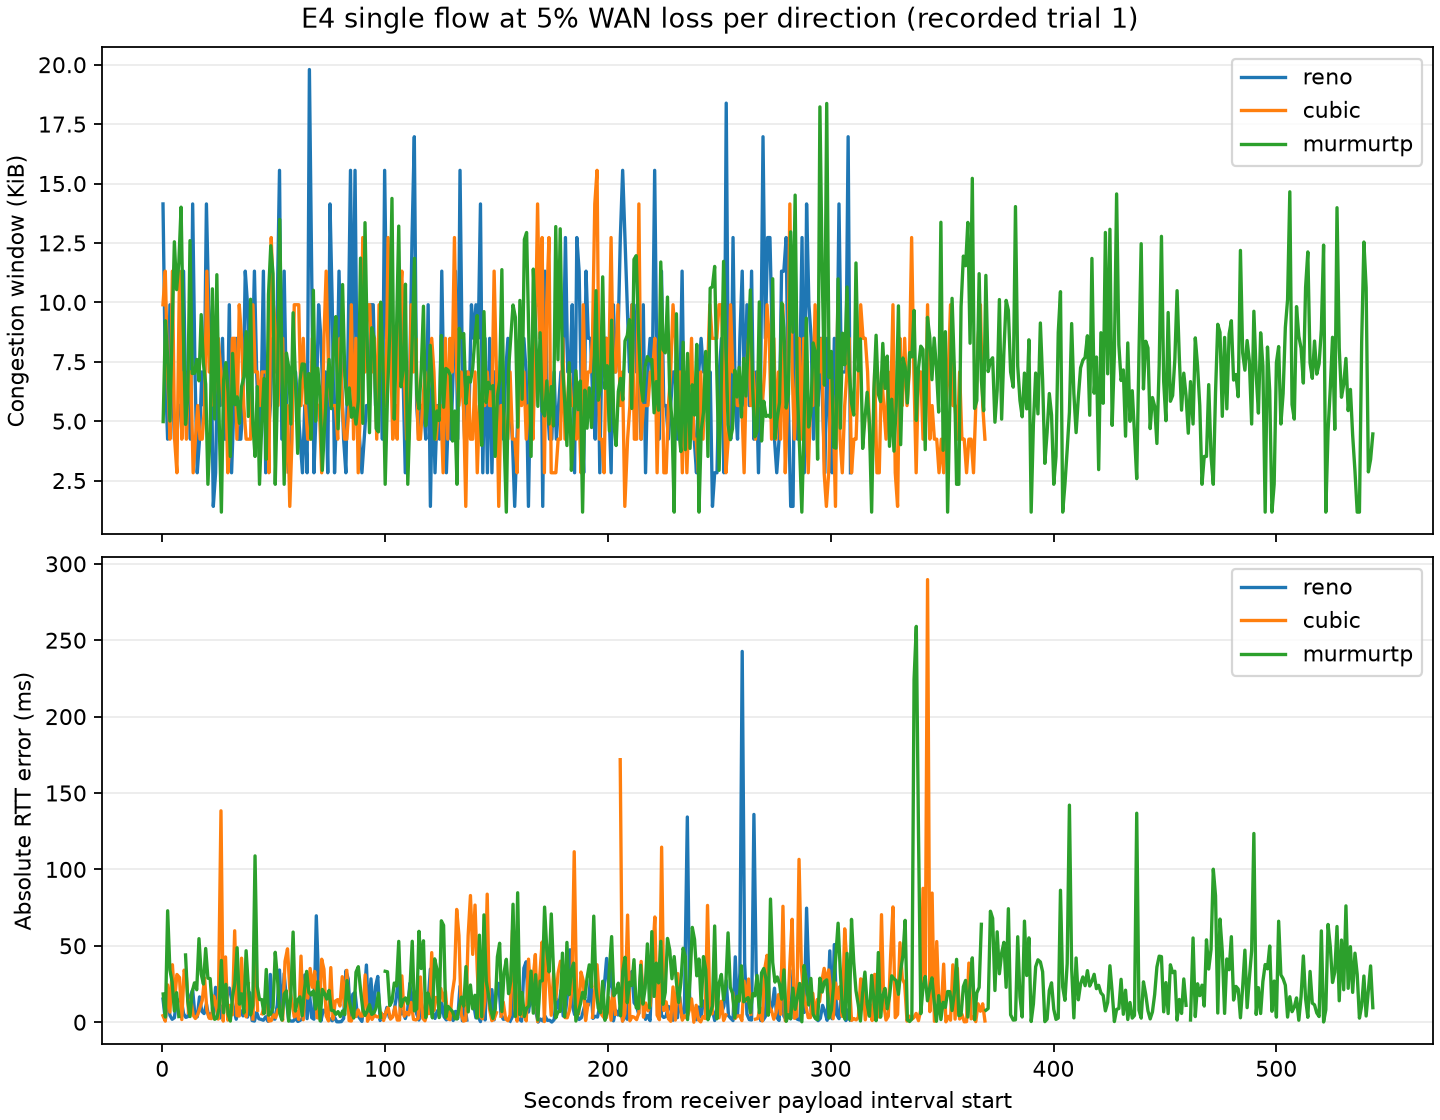 E4 single flow at 5% WAN loss per direction (recorded trial 1)
20.0
17.5
15.0
12.5
10.0
7.5
5.0
2.5
Congestion window (KiB)
reno
cubic
murmurtp
300
250
200
150
100
50
0
Absolute RTT error (ms)
reno
cubic
murmurtp
0 100 200 300 400 500
Seconds from receiver payload interval start